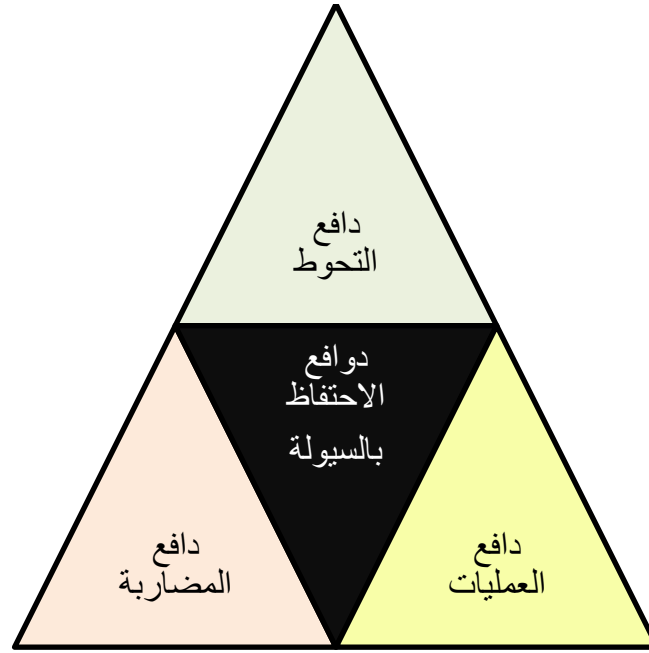 دافع
التحوط
دوافع
الاحتفاظ
بالسيولة
دافع
العمليات
دافع
المضاربة